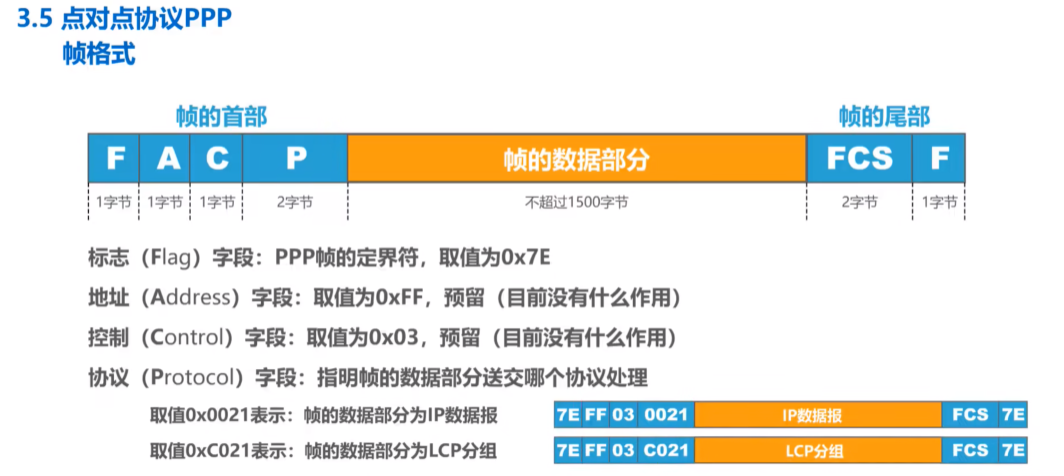 3.5 点对点协议PPP
帧格式
帧的首部 帧的尾部
F A C P 帧的数据部分 FCS F
1字节 1字节 1字节 2字节 不超过1500字节 2字节 1字节
标志（Flag）字段：PPP帧的定界符，取值为0x7E
地址（Address）字段：取值为0xFF，预留（目前没有什么作用）
控制（Control）字段：取值为0x03，预留（目前没有什么作用）
协议（Protocol）字段：指明帧的数据部分送交哪个协议处理
取值0x0021表示：帧的数据部分为IP数据报 7E FF 03 0021 IP数据报 FCS 7E
取值0xC021表示：帧的数据部分为LCP分组 7E FF 03 C021 LCP分组 FCS 7E